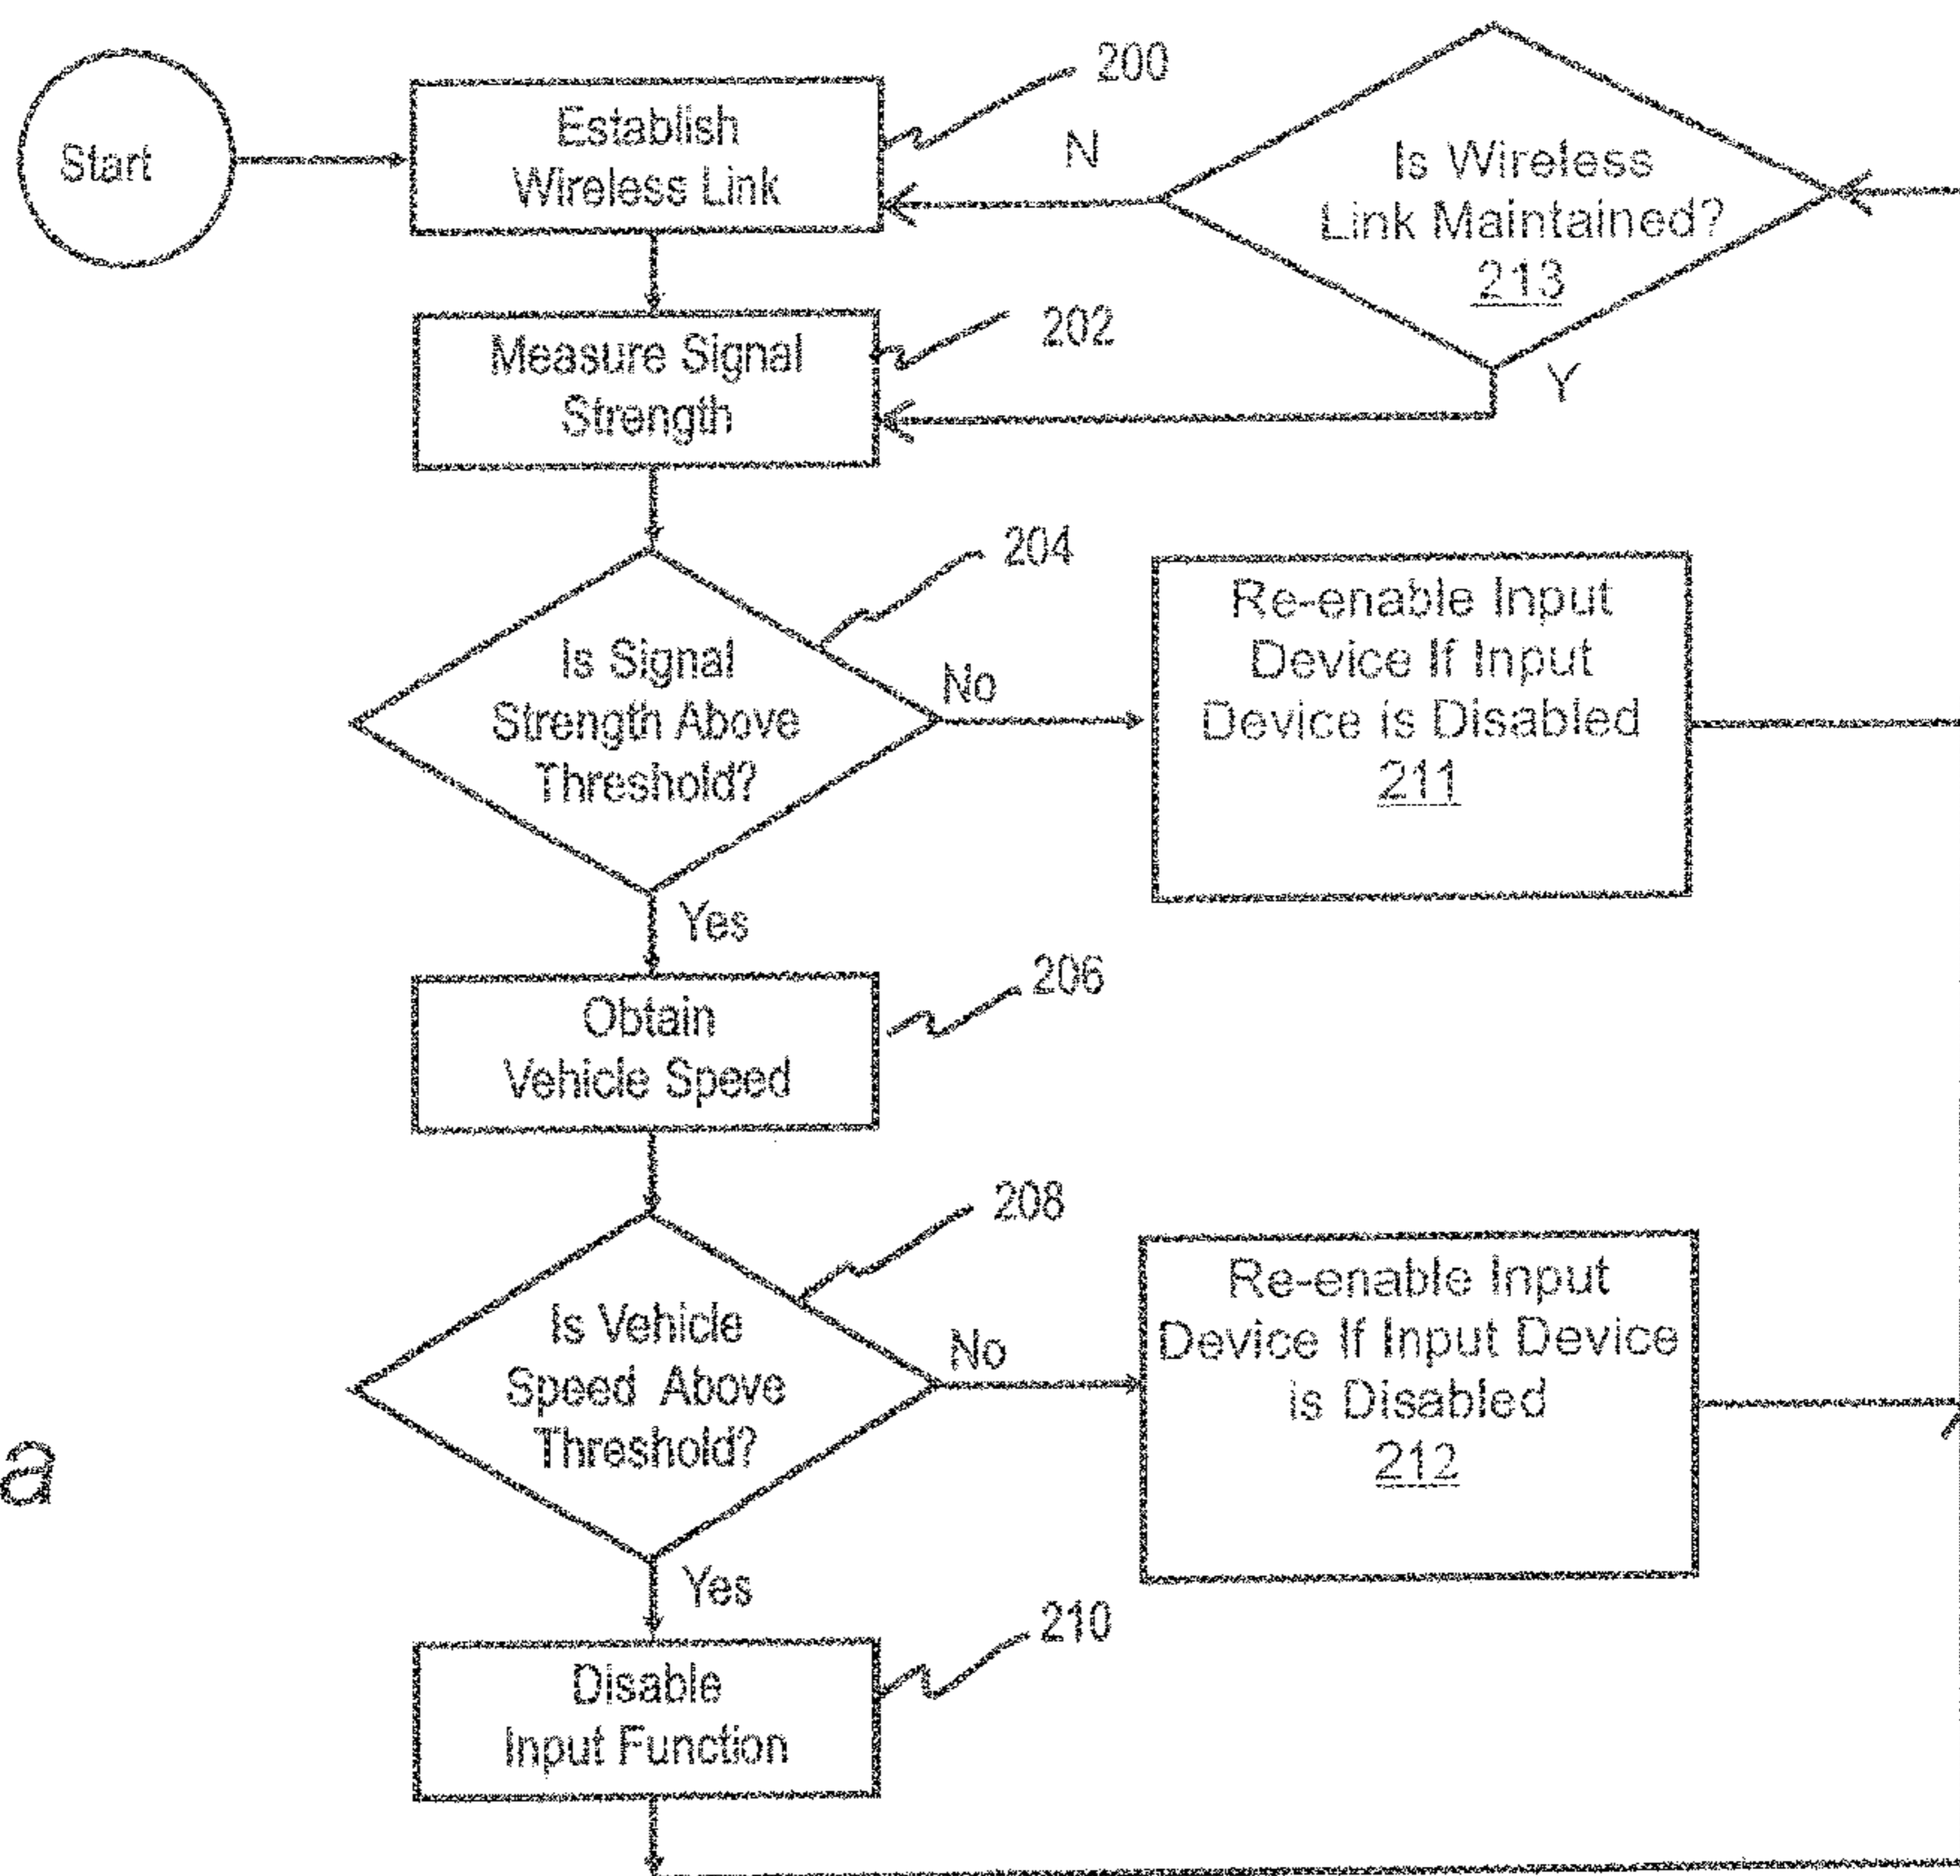 Start
Establish
Wireless Link
200
N
Is Wireless
Link Maintained?
213
Y
Measure Signal
Strength
202
Is Signal
Strength Above
Threshold?
204
No
Re-enable Input
Device If Input
Device is Disabled
211
Yes
Obtain
Vehicle Speed
206
Is Vehicle
Speed Above
Threshold?
208
No
Re-enable Input
Device If Input Device
is Disabled
212
a
Yes
Disable
Input Function
210